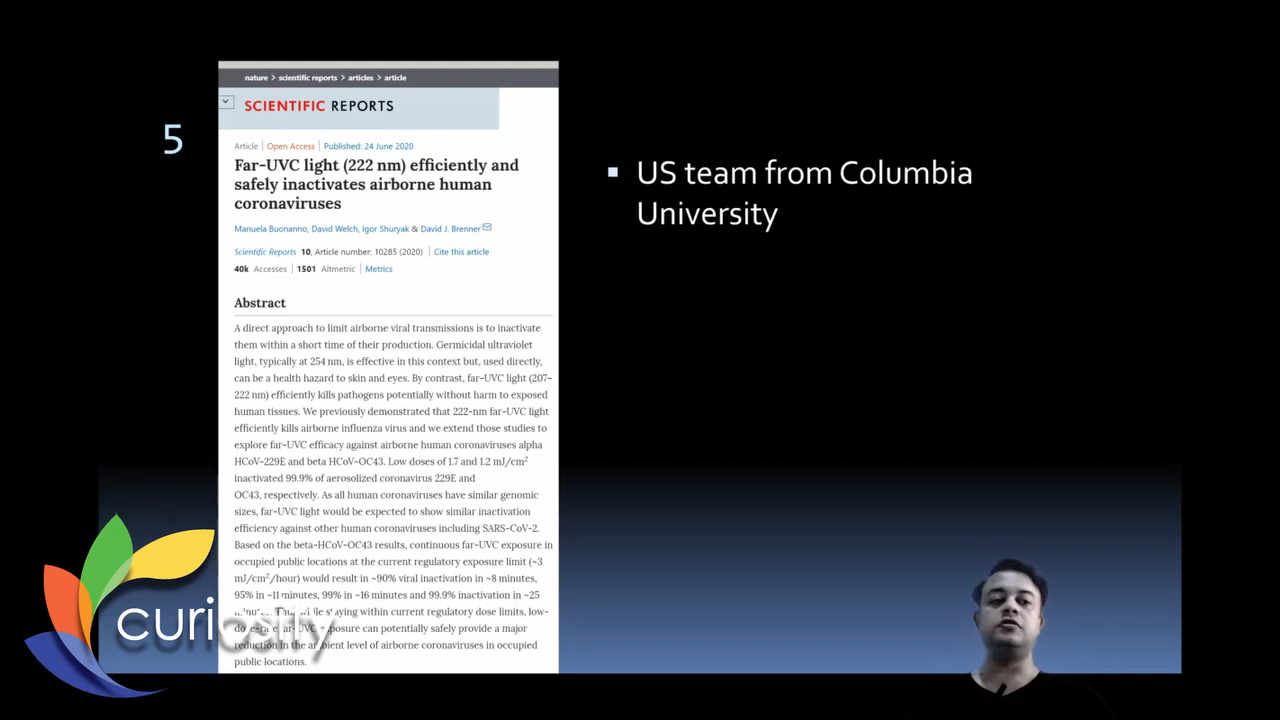 5
nature > scientific reports > articles > article
SCIENTIFIC REPORTS
Article | Open Access | Published: 24 June 2020
Far-UVC light (222 nm) efficiently and
safely inactivates airborne human
coronaviruses
Manuela Buonanno, David Welch, Igor Shuryak & David J. Brenner
Scientific Reports 10, Article number: 10285 (2020) | Cite this article
40k Accesses | 1501 Altmetric | Metrics
Abstract
A direct approach to limit airborne viral transmissions is to inactivate
them within a short time of their production. Germicidal ultraviolet
light, typically at 254 nm, is effective in this context but, used directly,
can be a health hazard to skin and eyes. By contrast, far-UVC light (207–
222 nm) efficiently kills pathogens potentially without harm to exposed
human tissues. We previously demonstrated that 222-nm far-UVC light
efficiently kills airborne influenza virus and we extend those studies to
explore far-UVC efficacy against airborne human coronaviruses alpha
HCoV-229E and beta HCoV-OC43. Low doses of 1.7 and 1.2 mJ/cm²
inactivated 99.9% of aerosolized coronavirus 229E and
OC43, respectively. As all human coronaviruses have similar genomic
sizes, far-UVC light would be expected to show similar inactivation
efficiency against other human coronaviruses including SARS-CoV-2.
Based on the beta-HCoV-OC43 results, continuous far-UVC exposure in
occupied public locations at the current regulatory exposure limit (~3
mJ/cm²/hour) would result in ~90% viral inactivation in ~8 minutes,
95% in ~11 minutes, 99% in ~16 minutes and 99.9% inactivation in ~25
staying within current regulatory dose limits, low-
exposure can potentially safely provide a major
reduction in the ambient level of airborne coronaviruses in occupied
public locations.
US team from Columbia
University
curiosity